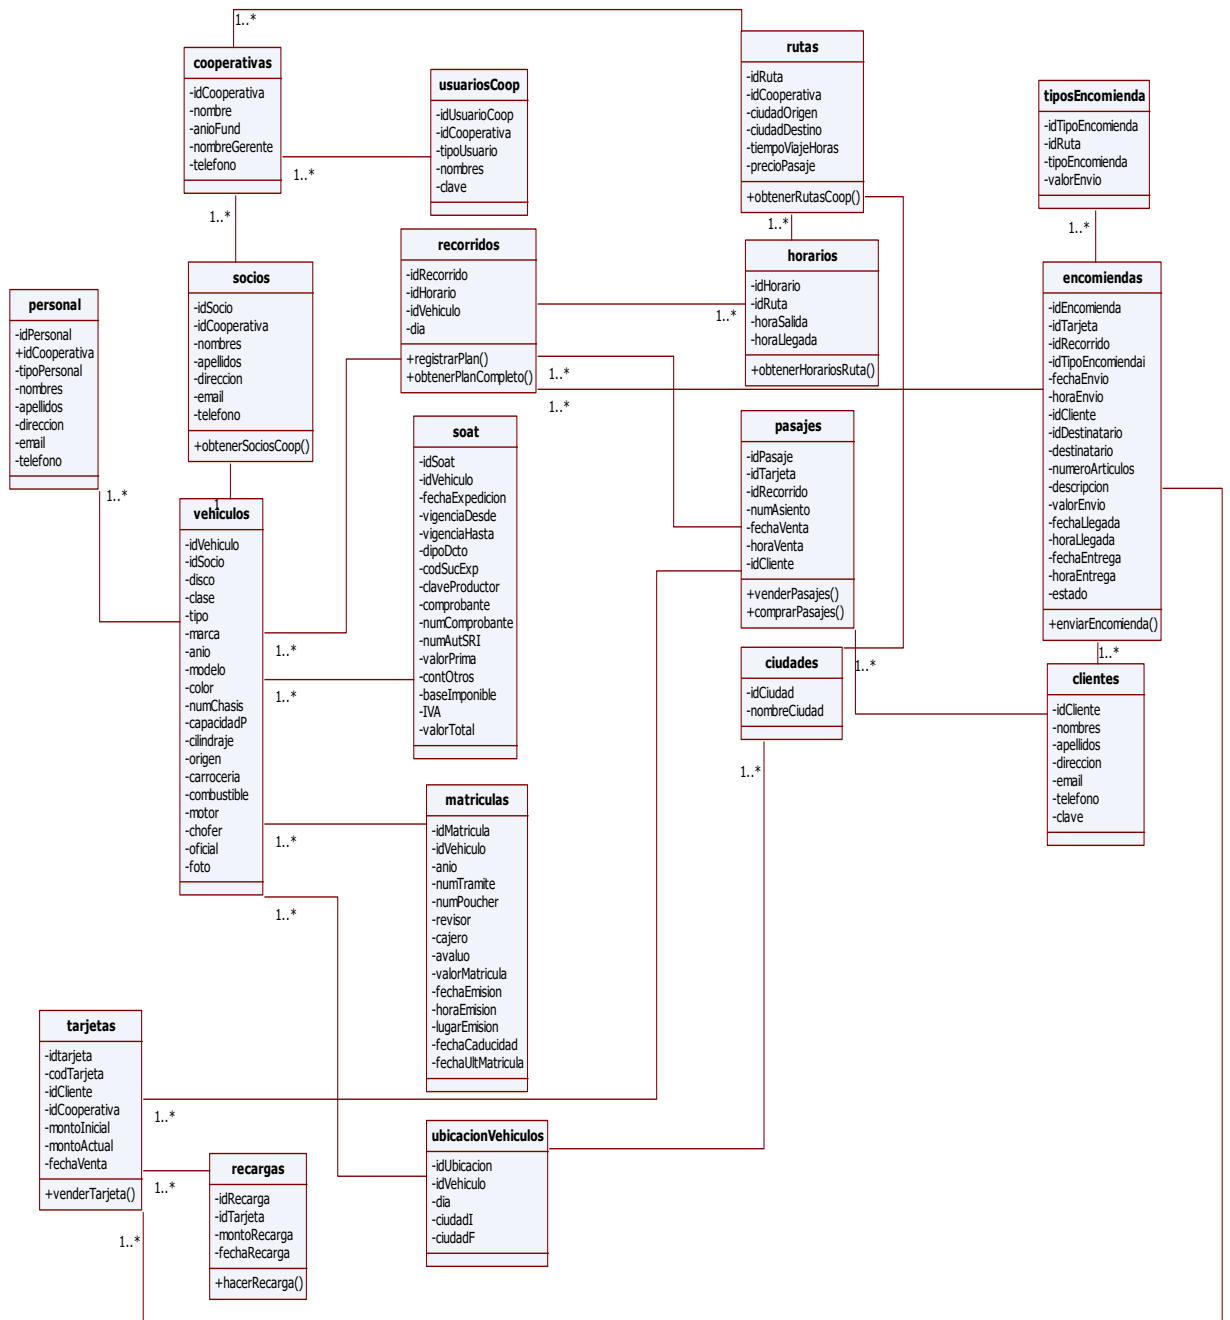 1..*
cooperativas
-idCooperativa
-nombre
-anioFund
-nombreGerente
-telefono
1..*
usuariosCoop
-idUsuarioCoop
-idCooperativa
-tipoUsuario
-nombres
-clave
rutas
-idRuta
-idCooperativa
-ciudadOrigen
-ciudadDestino
-tiempoViajeHoras
-precioPasaje
+obtenerRutasCoop()
1..*
tiposEncomienda
-idTipoEncomienda
-idRuta
-tipoEncomienda
-valorEnvio
1..*
1..*
personal
-idPersonal
+idCooperativa
-tipoPersonal
-nombres
-apellidos
-direccion
-email
-telefono
1..*
socios
-idSocio
-idCooperativa
-nombres
-apellidos
-direccion
-email
-telefono
+obtenerSociosCoop()
1
recorridos
-idRecorrido
-idHorario
-idVehiculo
-dia
+registrarPlan()
+obtenerPlanCompleto()
1..*
1..*
horarios
-idHorario
-idRuta
-horaSalida
-horaLlegada
+obtenerHorariosRuta()
1..*
encomiendas
-idEncomienda
-idTarjeta
-idRecorrido
-idTipoEncomiendai
-fechaEnvio
-horaEnvio
-idCliente
-idDestinatario
-destinatario
-numeroArticulos
-descripcion
-valorEnvio
-fechaLlegada
-horaLlegada
-fechaEntrega
-horaEntrega
-estado
+enviarEncomienda()
1..*
vehiculos
-idVehiculo
-idSocio
-disco
-clase
-tipo
-marca
-anio
-modelo
-color
-numChasis
-capacidadP
-cilindraje
-origen
-carroceria
-combustible
-motor
-chofer
-oficial
-foto
1..*
1..*
1..*
1..*
soat
-idSoat
-idVehiculo
-fechaExpedicion
-vigenciaDesde
-vigenciaHasta
-dipoDcto
-codSucExp
-claveProductor
-comprobante
-numComprobante
-numAutSRI
-valorPrima
-contOtros
-baseImponible
-IVA
-valorTotal
pasajes
-idPasaje
-idTarjeta
-idRecorrido
-numAsiento
-fechaVenta
-horaVenta
-idCliente
+venderPasajes()
+comprarPasajes()
1..*
ciudades
-idCiudad
-nombreCiudad
1..*
clientes
-idCliente
-nombres
-apellidos
-direccion
-email
-telefono
-clave
matriculas
-idMatricula
-idVehiculo
-anio
-numTramite
-numPoucher
-revisor
-cajero
-avaluo
-valorMatricula
-fechaEmision
-horaEmision
-lugarEmision
-fechaCaducidad
-fechaUltMatricula
tarjetas
-idtarjeta
-codTarjeta
-idCliente
-idCooperativa
-montoInicial
-montoActual
-fechaVenta
+venderTarjeta()
1..*
1..*
1..*
recargas
-idRecarga
-idTarjeta
-montoRecarga
-fechaRecarga
+hacerRecarga()
ubicacionVehiculos
-idUbicacion
-idVehiculo
-dia
-ciudadI
-ciudadF